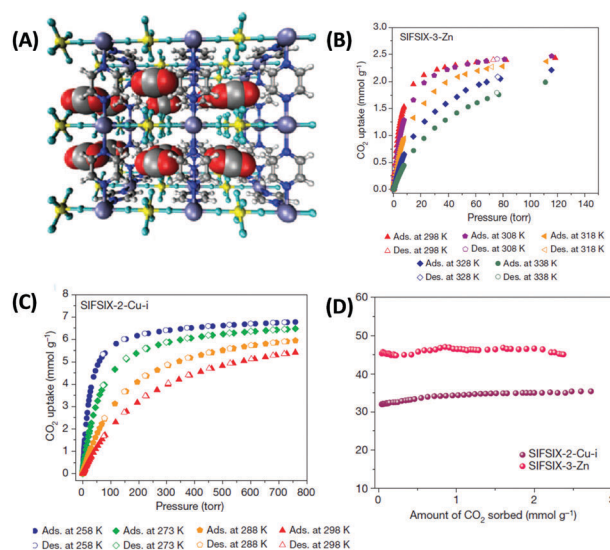 (A)
(B)
SIFSIX-3-Zn
3.0
2.5
2.0
1.5
1.0
0.5
0.0
CO2 uptake (mmol g−1)
0 20 40 60 80 100 120
Pressure (torr)
Ads. at 298 K Ads. at 308 K Ads. at 318 K
Des. at 298 K Des. at 308 K Des. at 318 K
Ads. at 328 K Ads. at 338 K
Des. at 328 K Des. at 338 K
(C)
SIFSIX-2-Cu-i
8
7
6
5
4
3
2
1
0
CO2 uptake (mmol g−1)
0 100 200 300 400 500 600 700 800
Pressure (torr)
Ads. at 258 K Ads. at 273 K Ads. at 288 K Ads. at 298 K
Des. at 258 K Des. at 273 K Des. at 288 K Des. at 298 K
(D)
60
50
40
30
20
10
SIFSIX-2-Cu-i
SIFSIX-3-Zn
0 1 2
Amount of CO2 sorbed (mmol g−1)